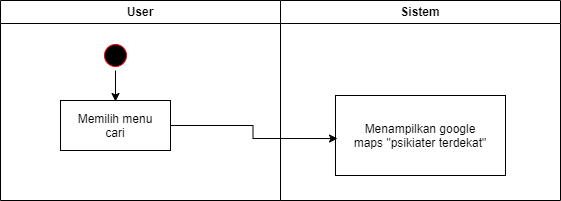 User
Sistem
Memilih menu
cari
Menampilkan google
maps "psikiater terdekat"